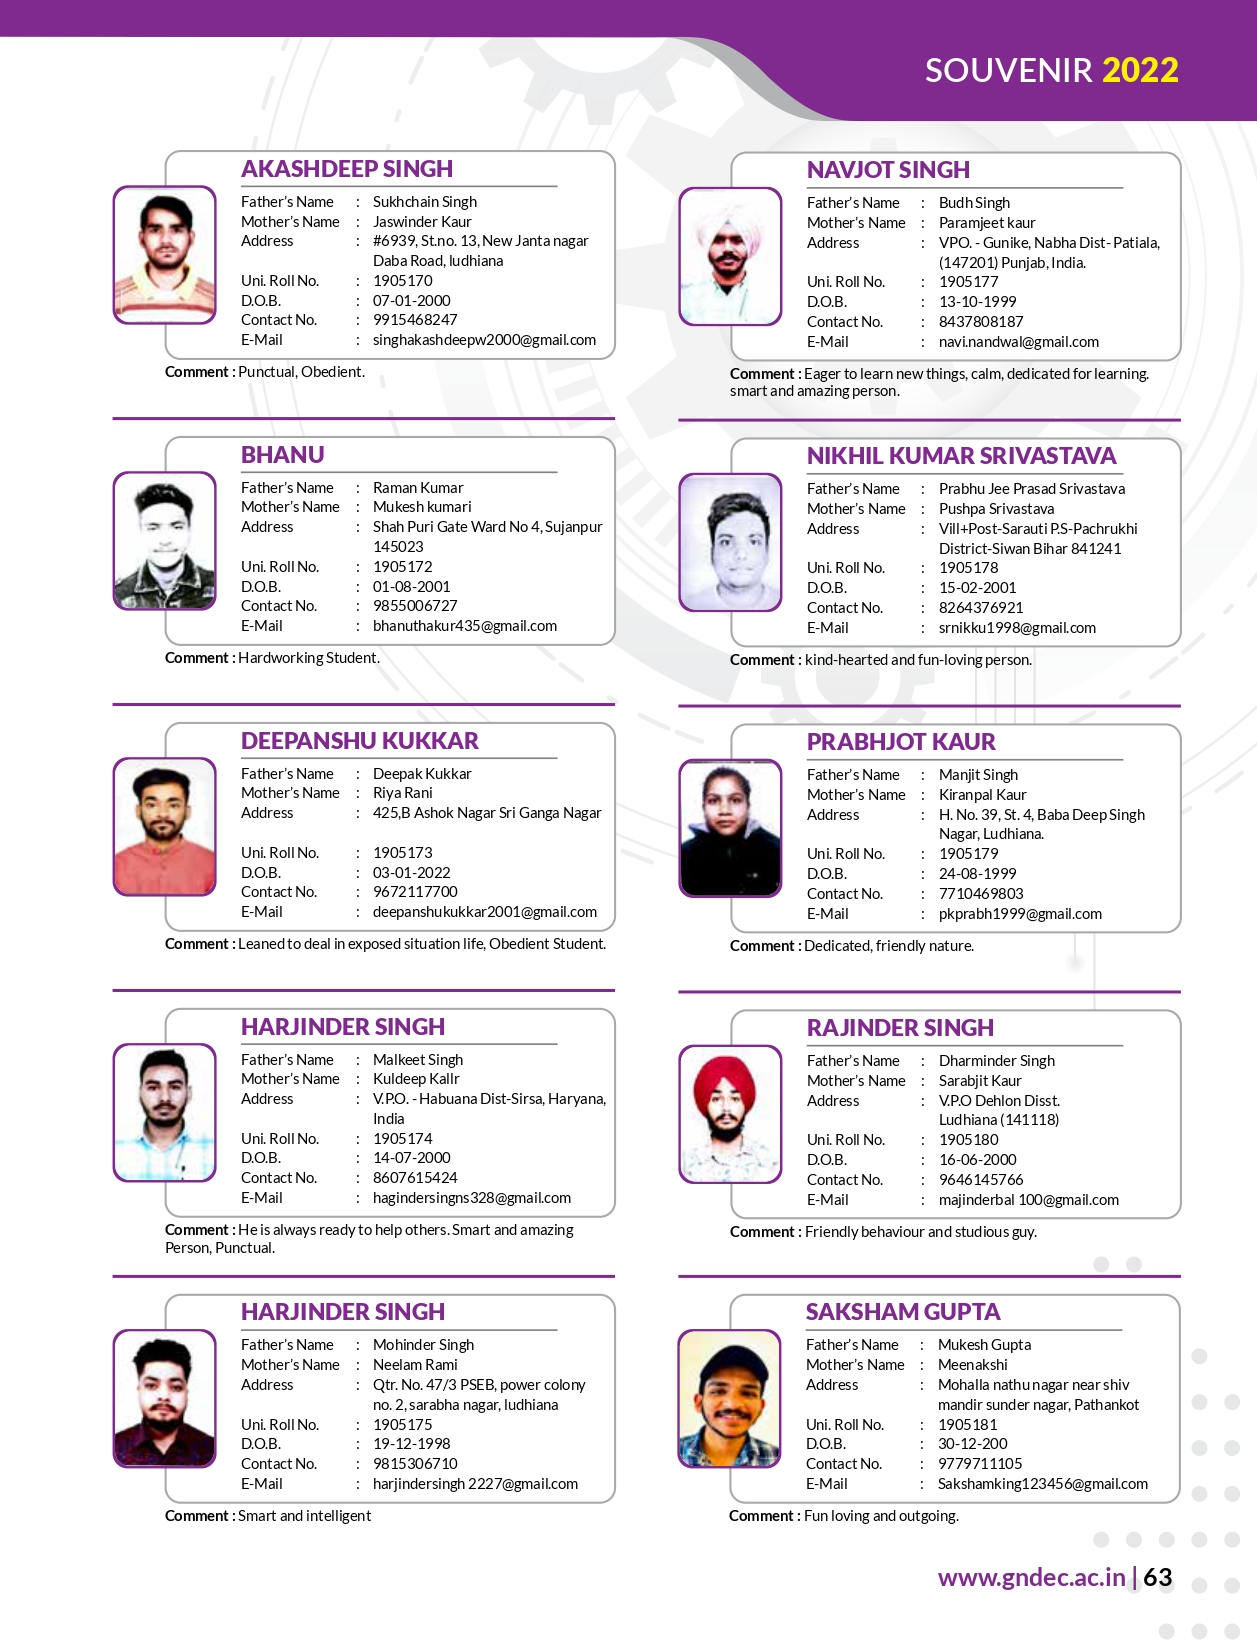 SOUVENIR 2022
AKASHDEEP SINGH
Father's Name : Sukhchain Singh
Mother's Name : Jaswinder Kaur
Address : #6939, St.no. 13, New Janta nagar
Daba Road, ludhiana
Uni. Roll No. : 1905170
D.O.B. : 07-01-2000
Contact No. : 9915468247
E-Mail : singhakashdeepw2000@gmail.com
Comment : Punctual, Obedient.
BHANU
Father's Name : Raman Kumar
Mother's Name : Mukesh kumari
Address : Shah Puri Gate Ward No 4, Sujanpur
145023
Uni. Roll No. : 1905172
D.O.B. : 01-08-2001
Contact No. : 9855006727
E-Mail : bhanuthakur435@gmail.com
Comment : Hardworking Student.
DEEPANSHU KUKKAR
Father's Name : Deepak Kukkar
Mother's Name : Riya Rani
Address : 425,B Ashok Nagar Sri Ganga Nagar
Uni. Roll No. : 1905173
D.O.B. : 03-01-2022
Contact No. : 9672117700
E-Mail : deepanshukukkar2001@gmail.com
Comment : Leaned to deal in exposed situation life, Obedient Student.
HARJINDER SINGH
Father's Name : Malkeet Singh
Mother's Name : Kuldeep Kallr
Address : V.P.O. - Habuana Dist-Sirsa, Haryana,
India
Uni. Roll No. : 1905174
D.O.B. : 14-07-2000
Contact No. : 8607615424
E-Mail : hagindersingns328@gmail.com
Comment : He is always ready to help others. Smart and amazing
Person, Punctual.
HARJINDER SINGH
Father's Name : Mohinder Singh
Mother's Name : Neelam Rami
Address : Qtr. No. 47/3 PSEB, power colony
no. 2, sarabha nagar, ludhiana
Uni. Roll No. : 1905175
D.O.B. : 19-12-1998
Contact No. : 9815306710
E-Mail : harjindersingh 2227@gmail.com
Comment : Smart and intelligent
NAVJOT SINGH
Father's Name : Budh Singh
Mother's Name : Paramjeet kaur
Address : VPO. - Gunike, Nabha Dist- Patiala,
(147201) Punjab, India.
Uni. Roll No. : 1905177
D.O.B. : 13-10-1999
Contact No. : 8437808187
E-Mail : navi.nandwal@gmail.com
Comment : Eager to learn new things, calm, dedicated for learning.
smart and amazing person.
NIKHIL KUMAR SRIVASTAVA
Father's Name : Prabhu Jee Prasad Srivastava
Mother's Name : Pushpa Srivastava
Address : Vill+Post-Sarauti P.S-Pachrukhi
District-Siwan Bihar 841241
Uni. Roll No. : 1905178
D.O.B. : 15-02-2001
Contact No. : 8264376921
E-Mail : srnikku1998@gmail.com
Comment : kind-hearted and fun-loving person.
PRABHJOT KAUR
Father's Name : Manjit Singh
Mother's Name : Kiranpal Kaur
Address : H. No. 39, St. 4, Baba Deep Singh
Nagar, Ludhiana.
Uni. Roll No. : 1905179
D.O.B. : 24-08-1999
Contact No. : 7710469803
E-Mail : pkprabh1999@gmail.com
Comment : Dedicated, friendly nature.
RAJINDER SINGH
Father's Name : Dharminder Singh
Mother's Name : Sarabjit Kaur
Address : V.P.O Dehlon Disst.
Ludhiana (141118)
Uni. Roll No. : 1905180
D.O.B. : 16-06-2000
Contact No. : 9646145766
E-Mail : majinderbal 100@gmail.com
Comment : Friendly behaviour and studious guy.
SAKSHAM GUPTA
Father's Name : Mukesh Gupta
Mother's Name : Meenakshi
Address : Mohalla nathu nagar near shiv
mandir sunder nagar, Pathankot
Uni. Roll No. : 1905181
D.O.B. : 30-12-200
Contact No. : 9779711105
E-Mail : Sakshamking123456@gmail.com
Comment : Fun loving and outgoing.
www.gndec.ac.in | 63